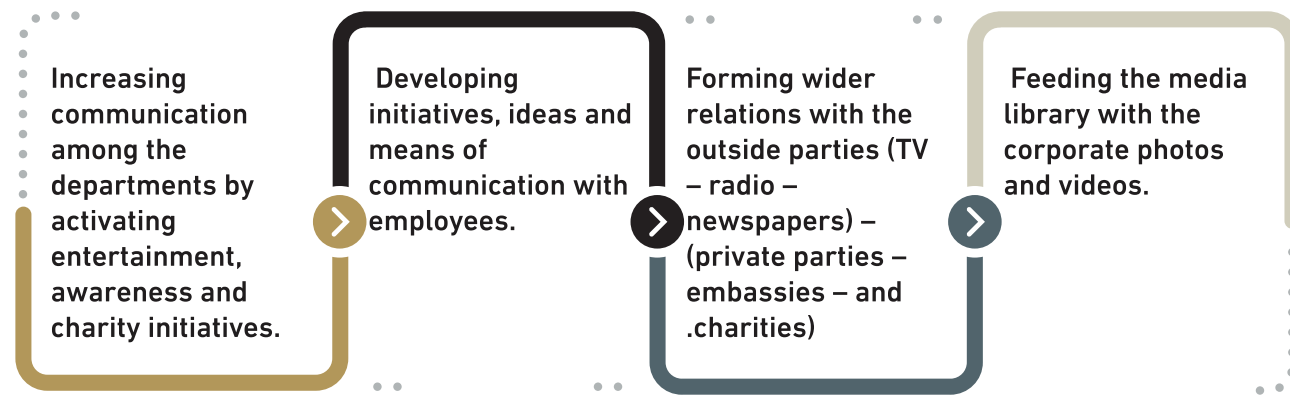 Increasing
communication
among the
departments by
activating
entertainment,
awareness and
charity initiatives.
Developing
initiatives, ideas and
means of
communication with
employees.
Forming wider
relations with the
outside parties (TV
– radio –
newspapers) –
(private parties –
embassies – and
.charities)
Feeding the media
library with the
corporate photos
and videos.